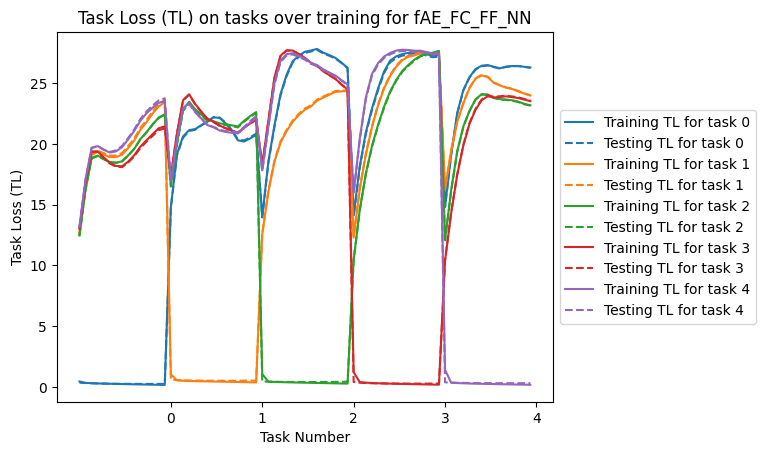 Task Loss (TL) on tasks over training for fAE_FC_FF_NN
Task Loss (TL)
25
20
15
10
5
0
0 1 2 3 4
Task Number
Training TL for task 0
Testing TL for task 0
Training TL for task 1
Testing TL for task 1
Training TL for task 2
Testing TL for task 2
Training TL for task 3
Testing TL for task 3
Training TL for task 4
Testing TL for task 4